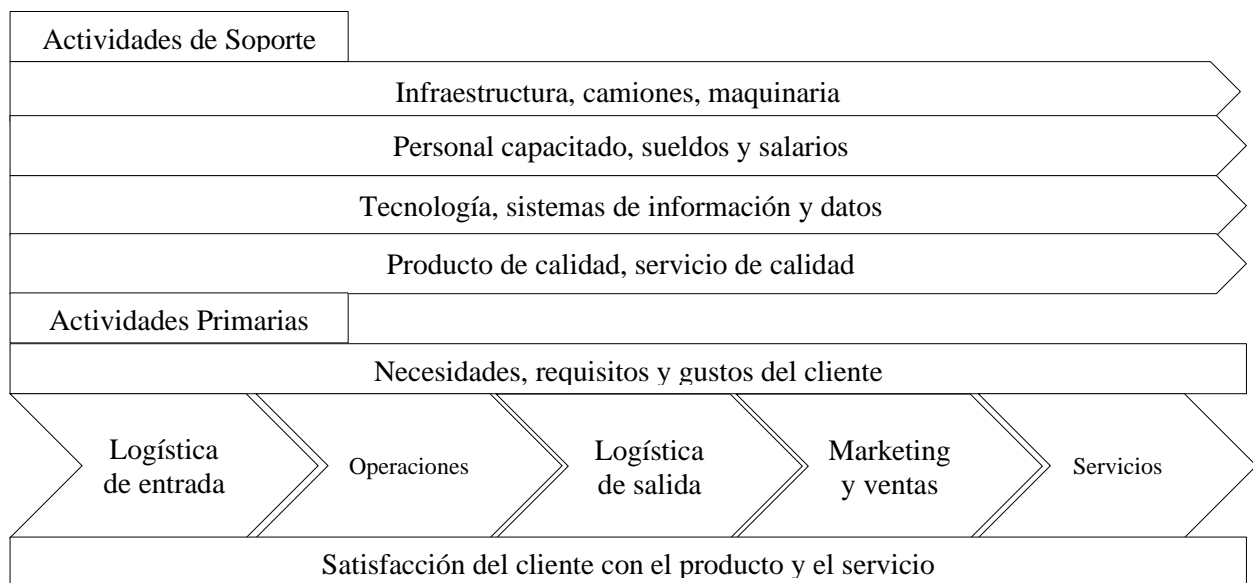 Actividades de Soporte
Infraestructura, camiones, maquinaria
Personal capacitado, sueldos y salarios
Tecnología, sistemas de información y datos
Producto de calidad, servicio de calidad
Actividades Primarias
Necesidades, requisitos y gustos del cliente
Logística
de entrada
Operaciones
Logística
de salida
Marketing
y ventas
Servicios
Satisfacción del cliente con el producto y el servicio